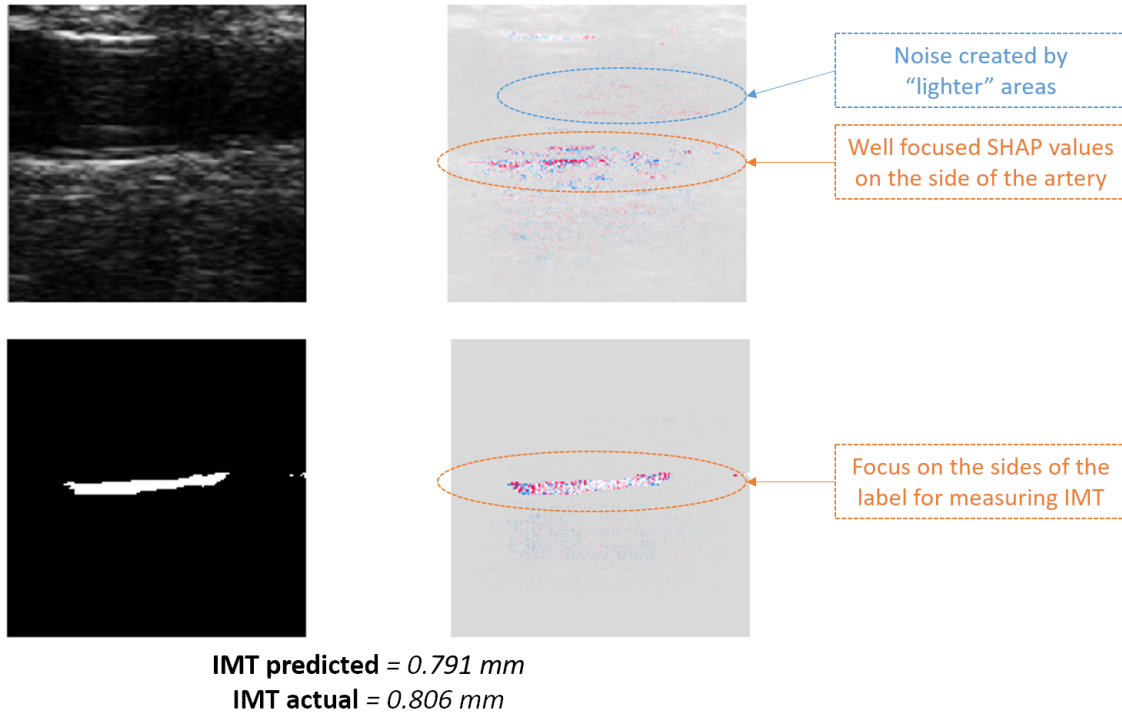 Noise created by
“lighter” areas
Well focused SHAP values
on the side of the artery
Focus on the sides of the
label for measuring IMT
IMT predicted = 0.791 mm
IMT actual = 0.806 mm